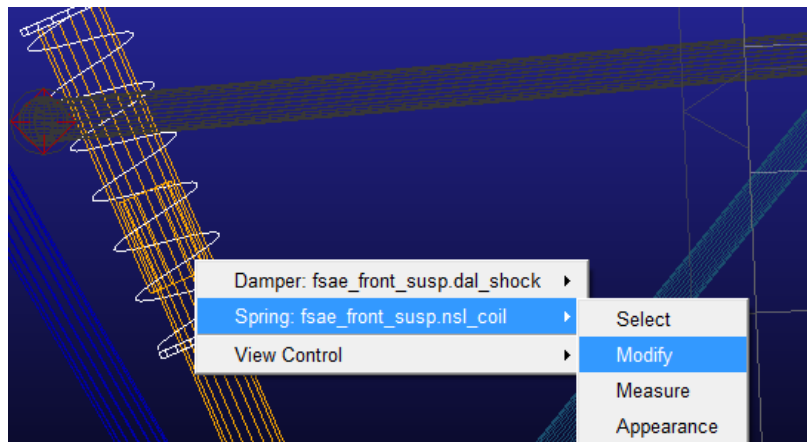 Damper: fsae_front_susp.dal_shock
Spring: fsae_front_susp.nsl_coil
View Control
Select
Modify
Measure
Appearance